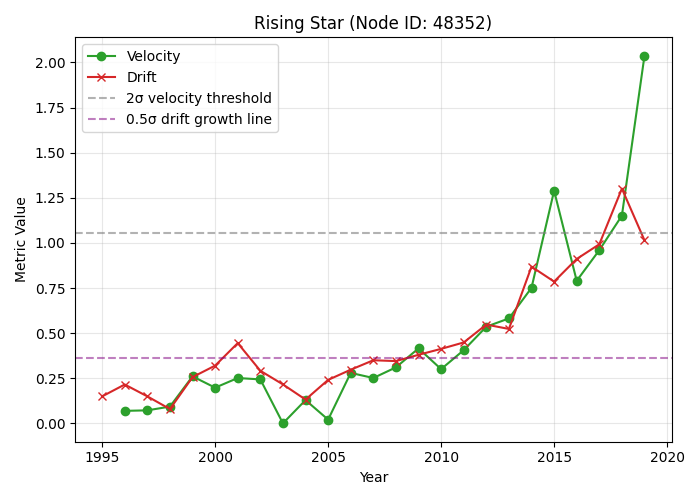 Rising Star (Node ID: 48352)
Velocity
Drift
2σ velocity threshold
0.5σ drift growth line
Metric Value
2.00
1.75
1.50
1.25
1.00
0.75
0.50
0.25
0.00
1995
2000
2005
2010
2015
2020
Year